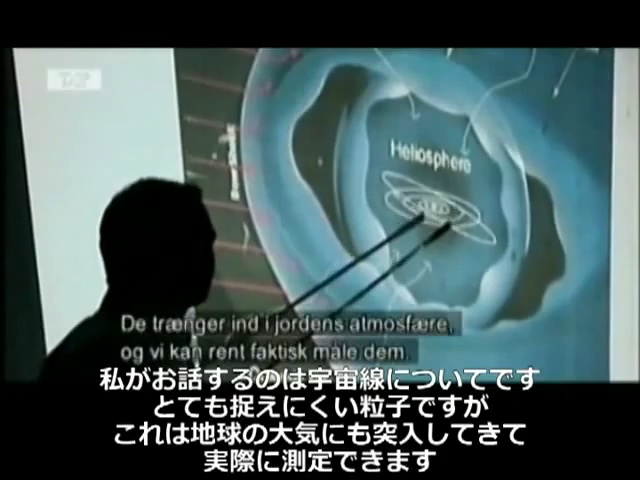 Heliosphere
De trænger ind i jordens atmosfære,
og vi kan rent faktisk måle dem.
私がお話するのは宇宙線についてです
とても捉えにくい粒子ですが
これは地球の大気にも突入してきて
実際に測定できます